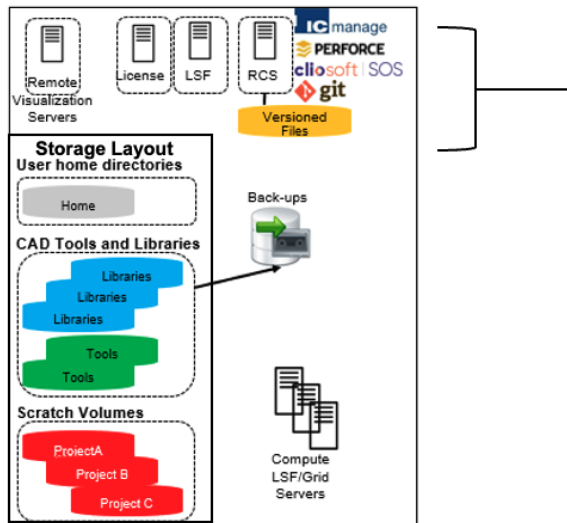 IC manage
PERFORCE
cliosoft | SOS
git
Remote
Visualization
Servers
License
LSF
RCS
Versioned
Files
Storage Layout
User home directories
Home
Back-ups
CAD Tools and Libraries
Libraries
Libraries
Libraries
Tools
Tools
Scratch Volumes
ProjectA
Project B
Project C
Compute
LSF/Grid
Servers